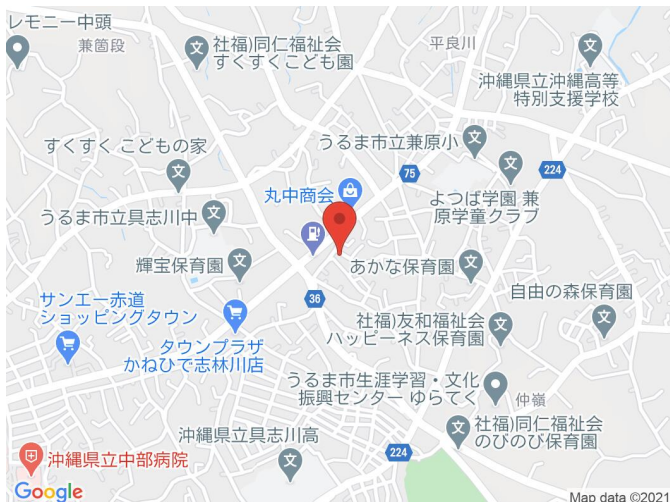 レモニー中頭
兼箇段
社福)同仁福祉会
すくすくこども園
平良川
沖縄県立沖縄高等
特別支援学校
すくすく こどもの家
うるま市立兼原小
75
224
丸中商会
よつば学園 兼
原学童クラブ
うるま市立具志川中
輝宝保育園
あかな保育園
36
サンエー赤道
ショッピングタウン
自由の森保育園
タウンプラザ
かねひで志林川店
社福)友和福祉会
ハッピーネス保育園
うるま市生涯学習・文化
振興センター ゆらてく
仲嶺
沖縄県立具志川高
社福)同仁福祉会
のびのび保育園
224
沖縄県立中部病院
Google
Map data ©2021